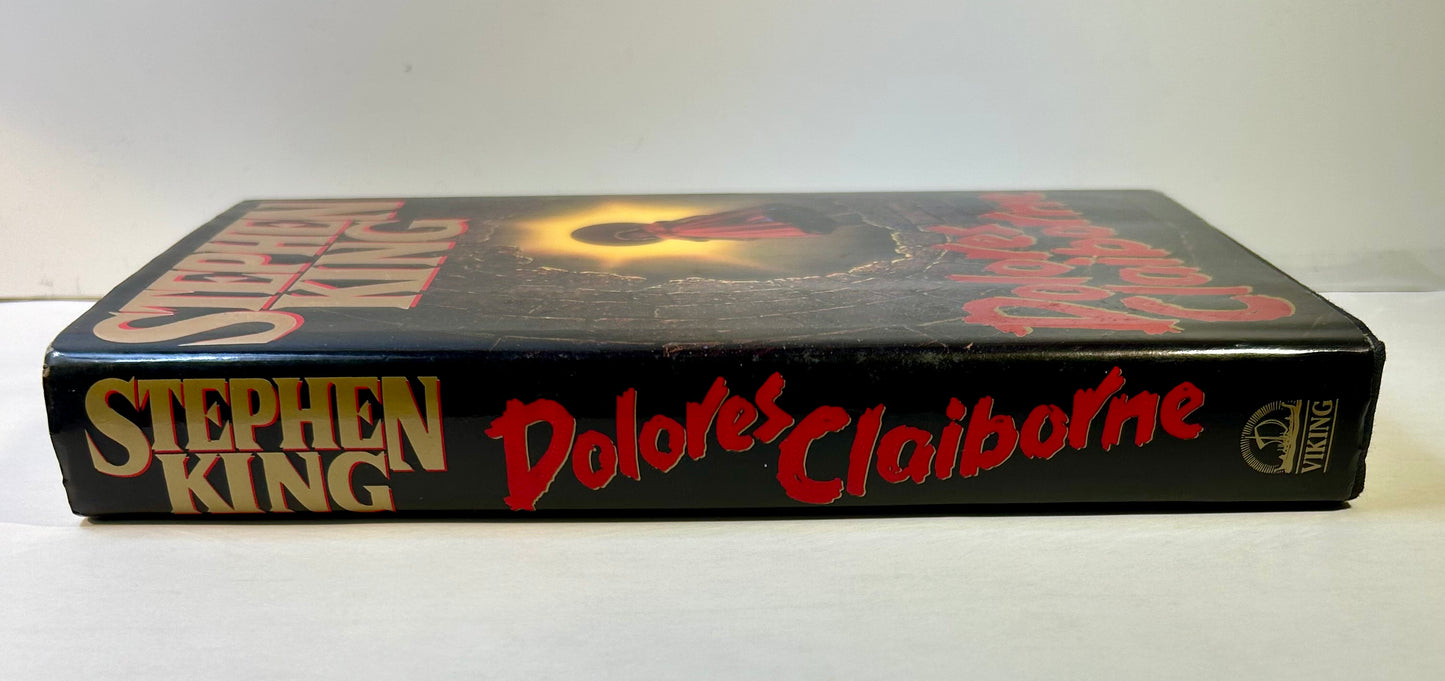 STEPHEN
KING
Dolores
Claiborne
STEPHEN
KING
Dolores Claiborne
VIKING